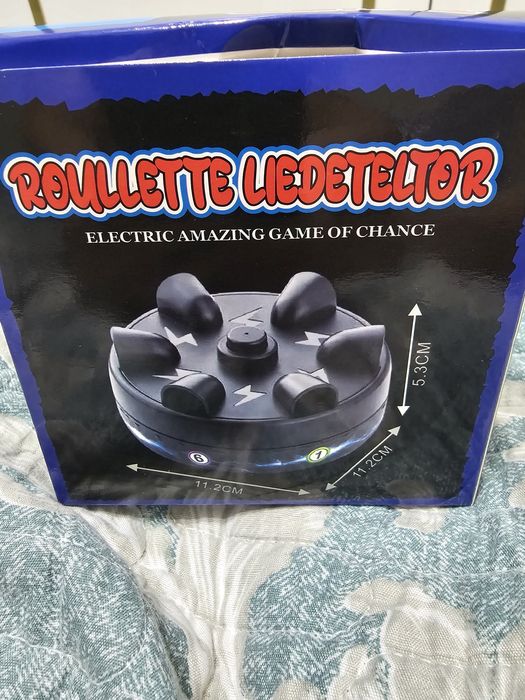 ROULLETTE LIEDETELTOR
ELECTRIC AMAZING GAME OF CHANCE
5.3CM
6
1
11.2CM
11.2CM